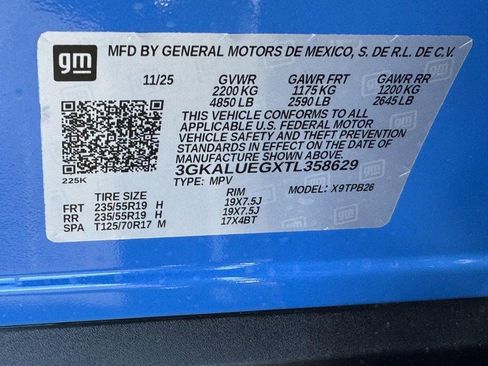 gm
MFD BY GENERAL MOTORS DE MEXICO, S. DE R.L. DE C.V.
11/25 GVWR GAWR FRT GAWR RR
2200 KG 1175 KG 1200 KG
4850 LB 2590 LB 2645 LB
THIS VEHICLE CONFORMS TO ALL
APPLICABLE U.S. FEDERAL MOTOR
VEHICLE SAFETY AND THEFT PREVENTION
STANDARDS IN EFFECT ON THE DATE OF
MANUFACTURE SHOWN ABOVE.
3GKALUEGXTL358629
225K
TYPE: MPV MODEL: X9TPB26
TIRE SIZE RIM
FRT 235/55R19 H 19X7.5J
RR 235/55R19 H 19X7.5J
SPA T125/70R17 M 17X4BT